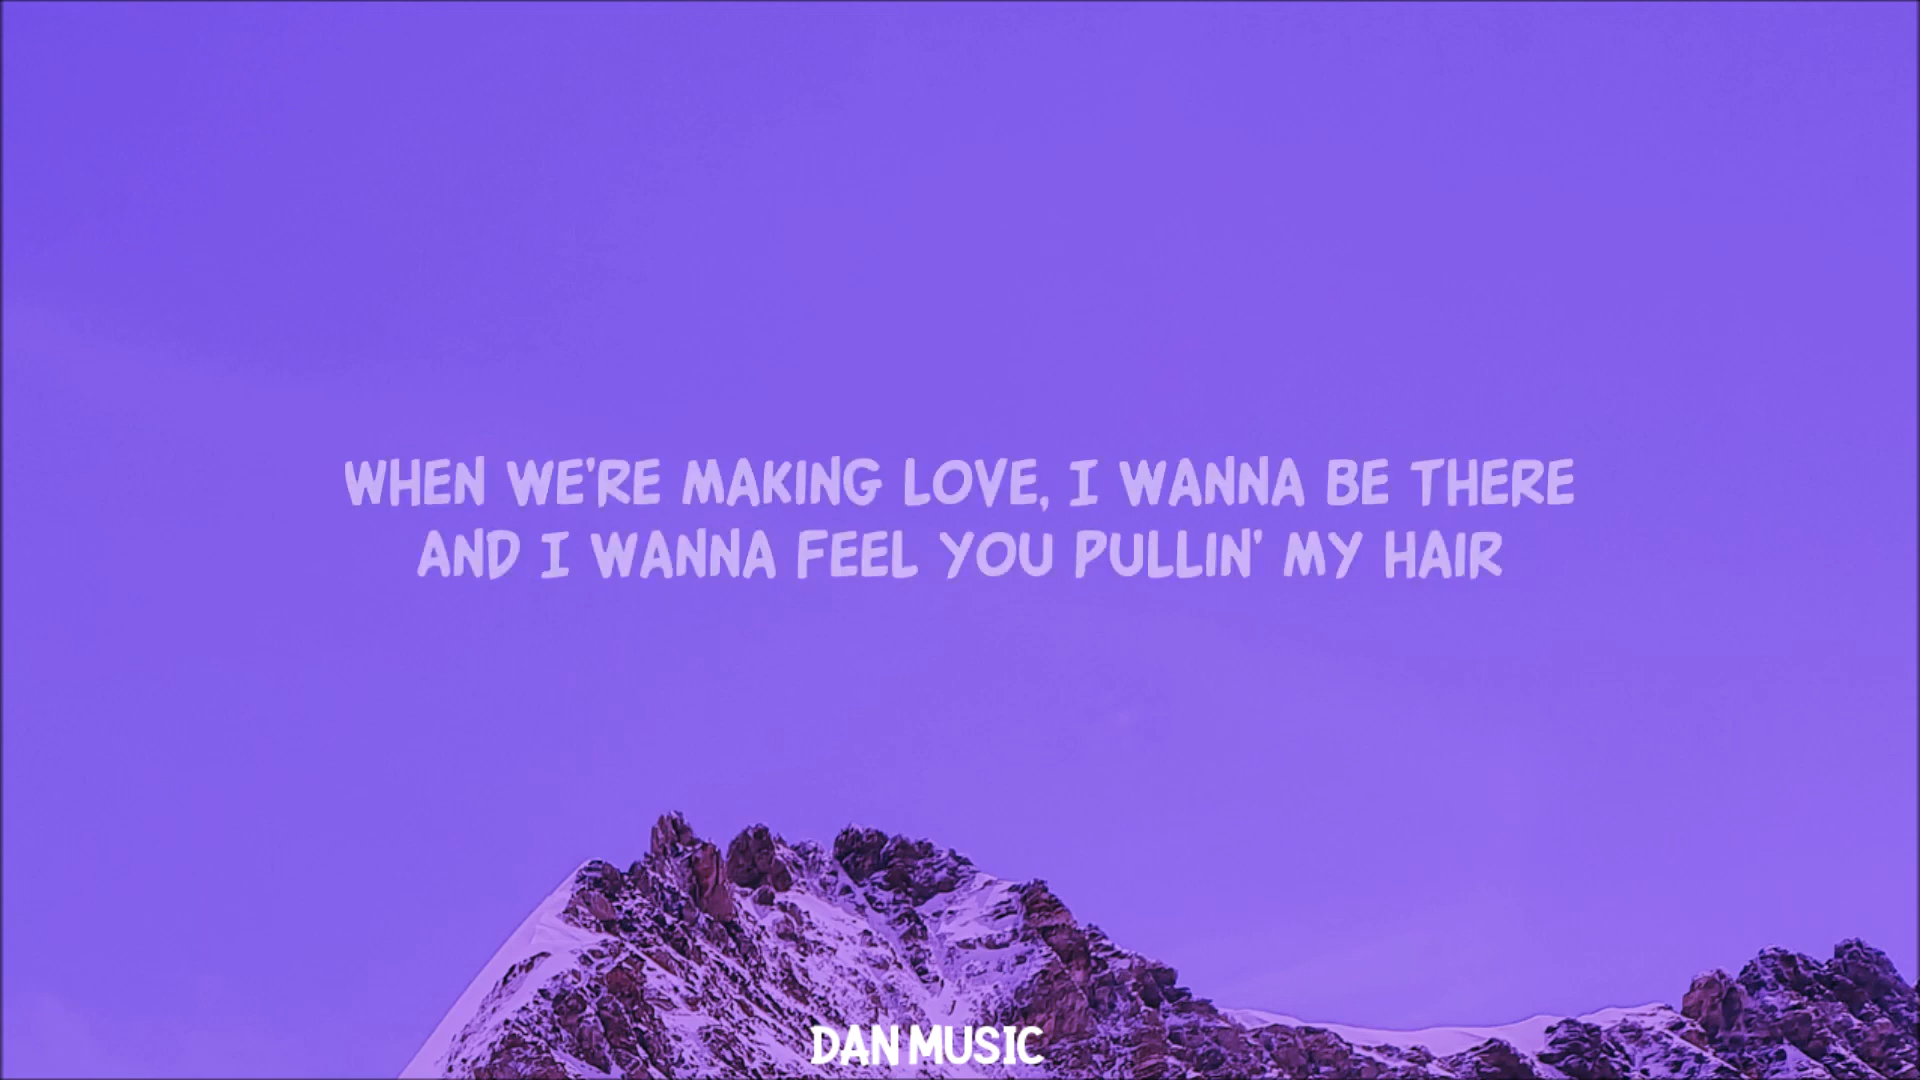 WHEN WE'RE MAKING LOVE, I WANNA BE THERE
AND I WANNA FEEL YOU PULLIN' MY HAIR
DAN MUSIC